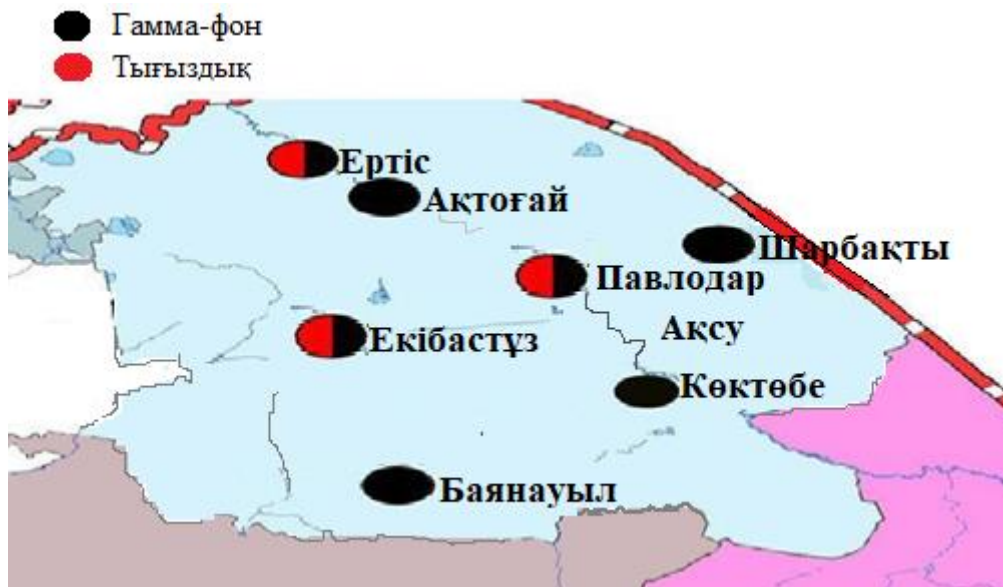 Гамма-фон
Тығыздық
Ертіс
Ақтоғай
Шарбақты
Павлодар
Ақсу
Екібастұз
Көктөбе
Баянауыл